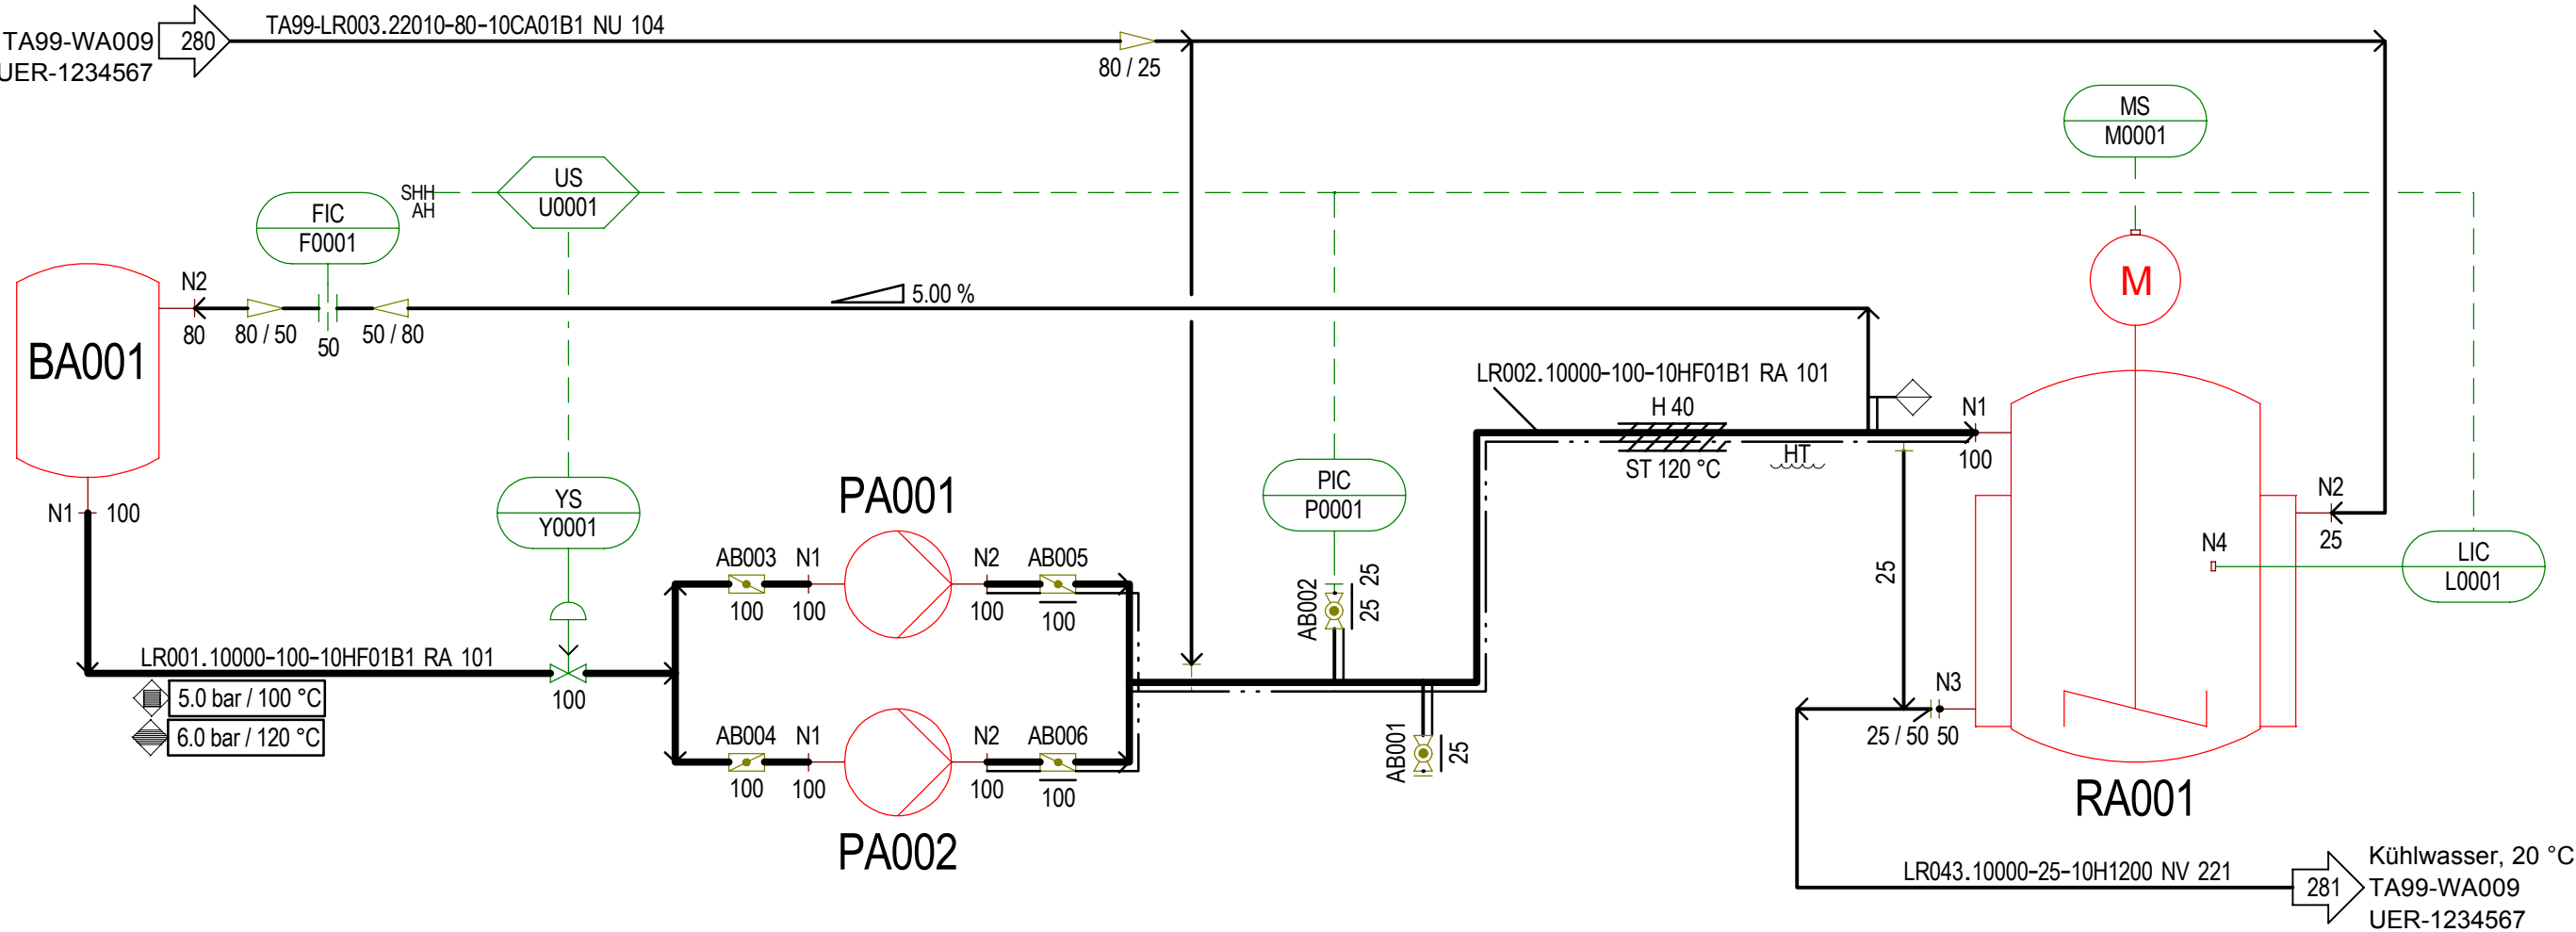 TA99-WA009
UER-1234567
280
TA99-LR003.22010-80-10CA01B1 NU 104
80 / 25
MS
M0001
US
U0001
SHH
AH
FIC
F0001
M
N2
80
80 / 50
50
50 / 80
5.00 %
BA001
LR002.10000-100-10HF01B1 RA 101
H 40
ST 120 °C
HT
N1
100
N2
25
N4
LIC
L0001
PIC
P0001
YS
Y0001
N1
100
PA001
AB003
N1
N2
AB005
100
100
100
100
AB002
25
25
25
25
LR001.10000-100-10HF01B1 RA 101
5.0 bar / 100 °C
6.0 bar / 120 °C
100
AB004
N1
N2
AB006
100
100
100
100
PA002
AB001
25
N3
25 / 50
50
RA001
LR043.10000-25-10H1200 NV 221
281
Kühlwasser, 20 °C
TA99-WA009
UER-1234567